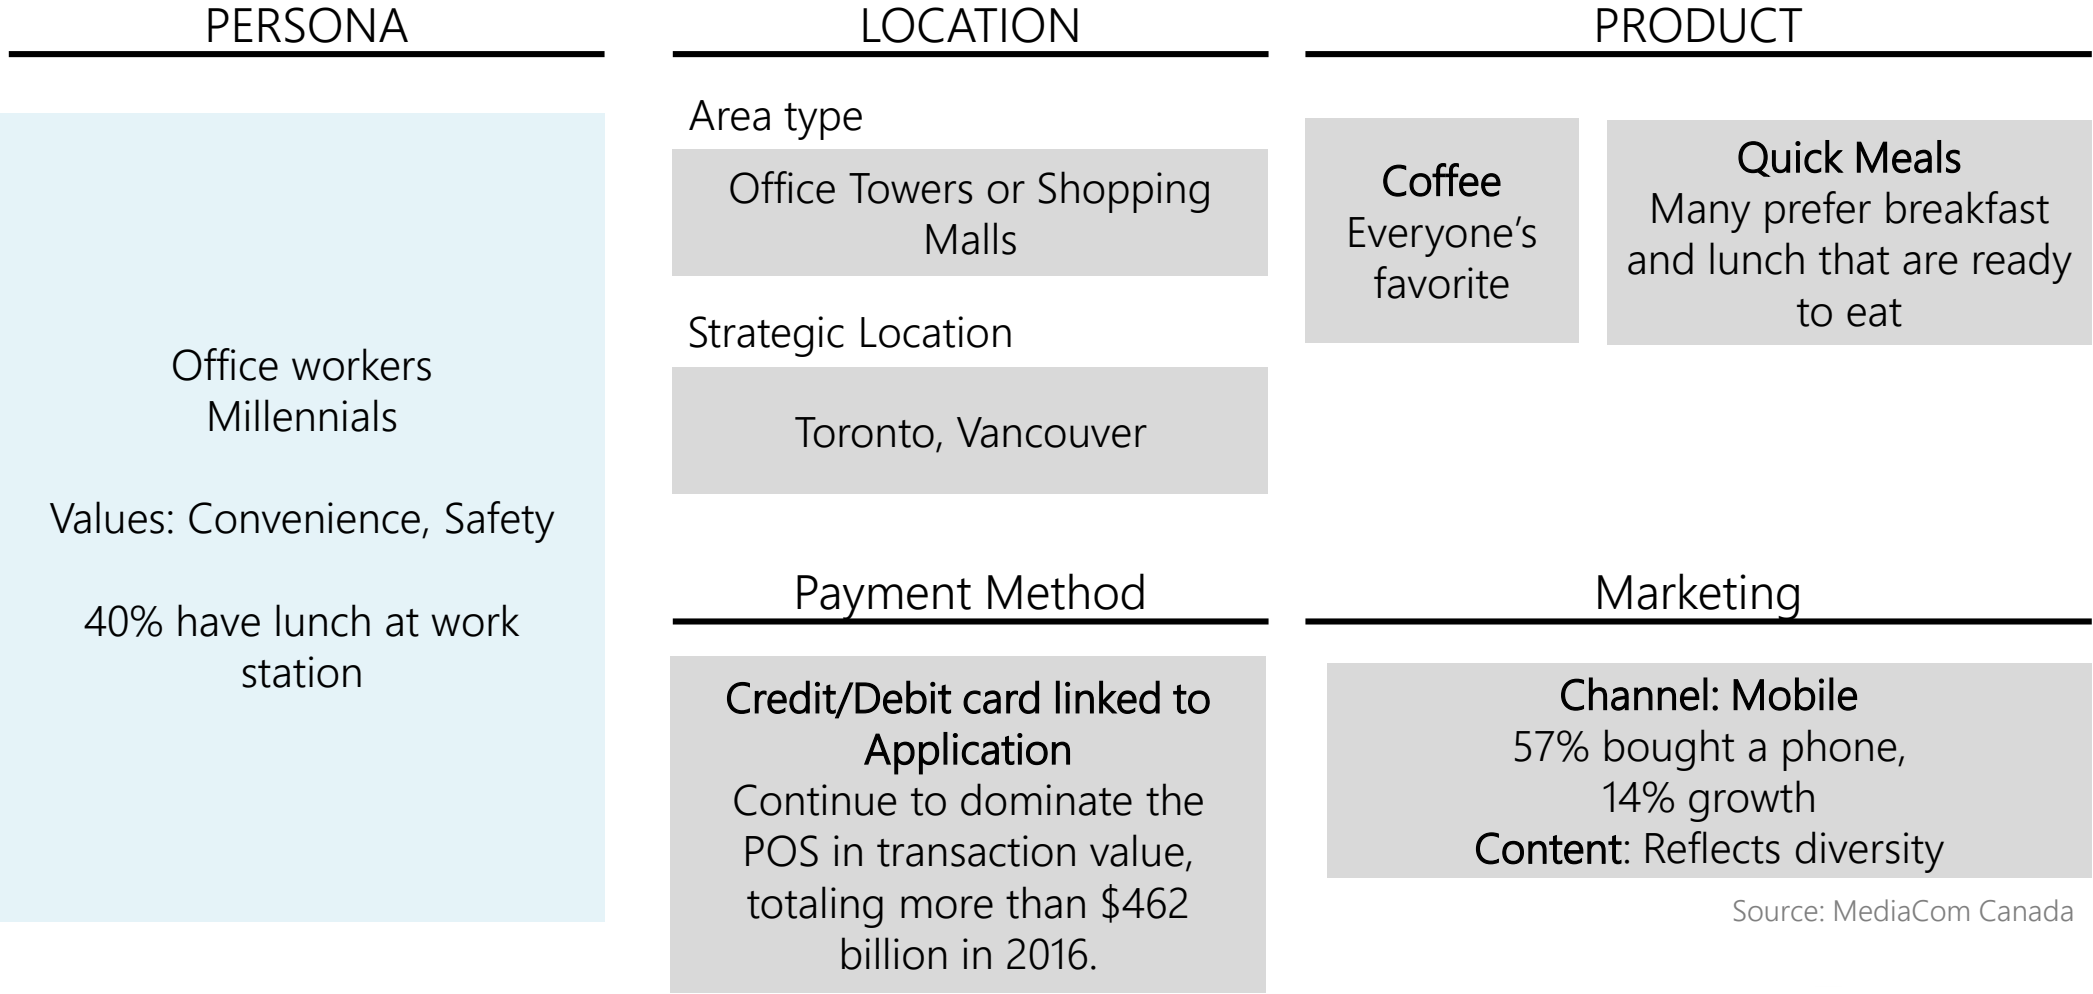 PERSONA
Office workers
Millennials
Values: Convenience, Safety
40% have lunch at work
station
LOCATION
Area type
Office Towers or Shopping
Malls
Strategic Location
Toronto, Vancouver
PRODUCT
Coffee
Everyone’s
favorite
Quick Meals
Many prefer breakfast
and lunch that are ready
to eat
Payment Method
Credit/Debit card linked to
Application
Continue to dominate the
POS in transaction value,
totaling more than $462
billion in 2016.
Marketing
Channel: Mobile
57% bought a phone,
14% growth
Content: Reflects diversity
Source: MediaCom Canada